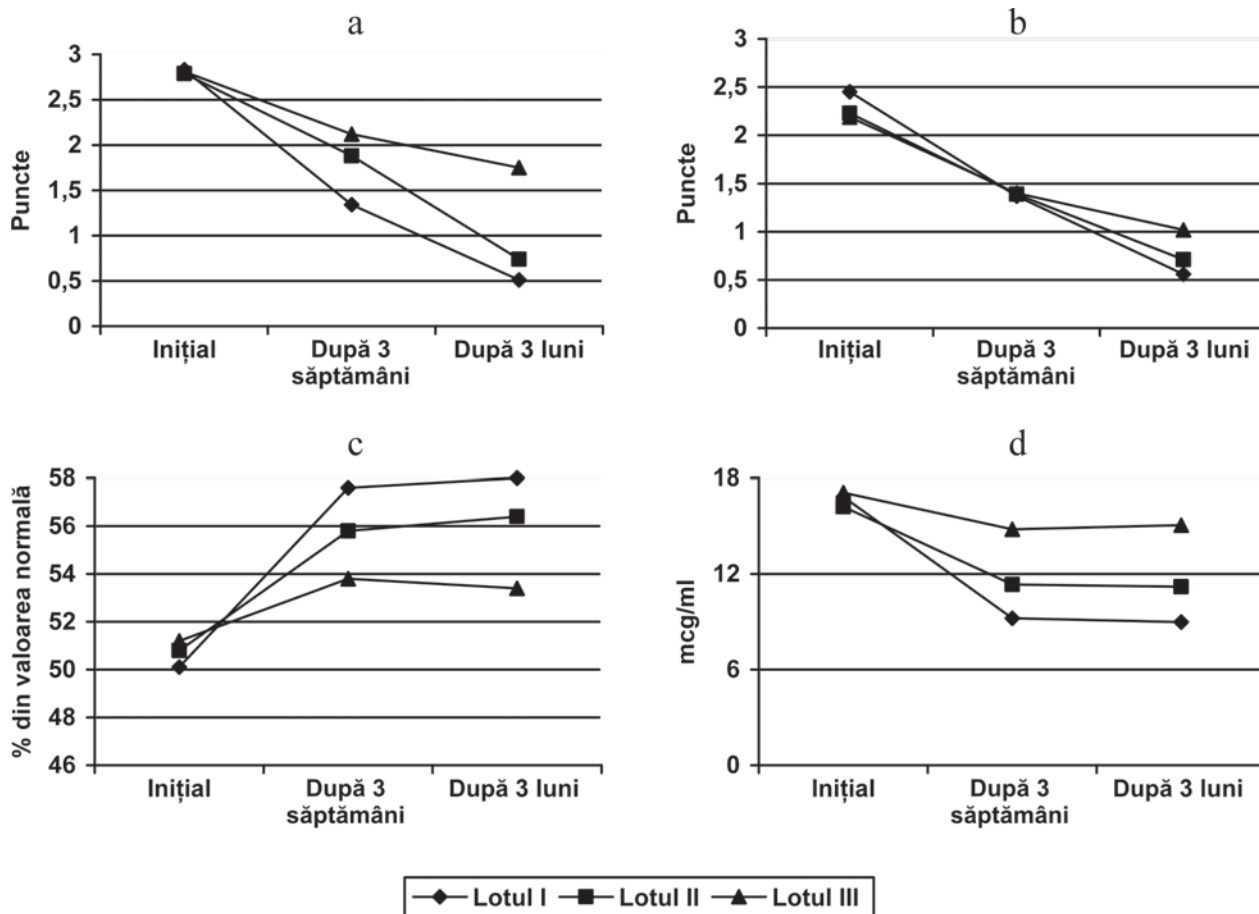 a
3
2,5
2
1,5
1
0,5
0
Puncte
Inițial
După 3
săptămâni
După 3 luni
b
3
2,5
2
1,5
1
0,5
0
Puncte
Inițial
După 3
săptămâni
După 3 luni
c
58
56
54
52
50
48
46
% din valoarea normală
Inițial
După 3
săptămâni
După 3 luni
d
18
12
6
0
mcg/ml
Inițial
După 3
săptămâni
După 3 luni
Lotul I Lotul II Lotul III